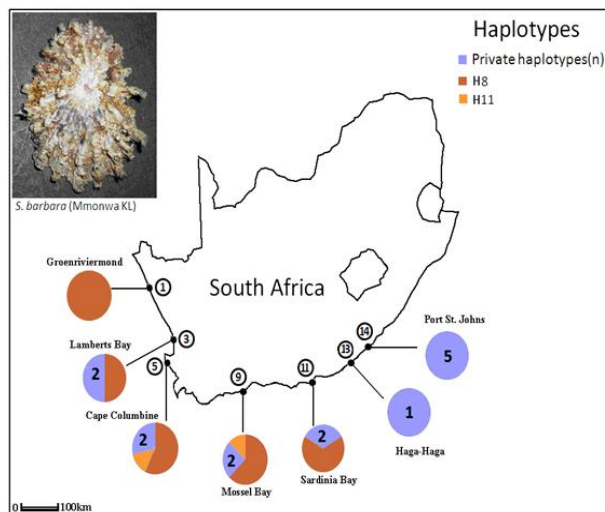 Haplotypes
Private haplotypes(n)
H8
H11
S. barbara (Mmonwa KL)
South Africa
Groenriviermond
1
Lamberts Bay
3
2
5
Cape Columbine
2
9
2
Mossel Bay
11
2
Sardinia Bay
13
14
Port St. Johns
5
1
Haga-Haga
0 100km